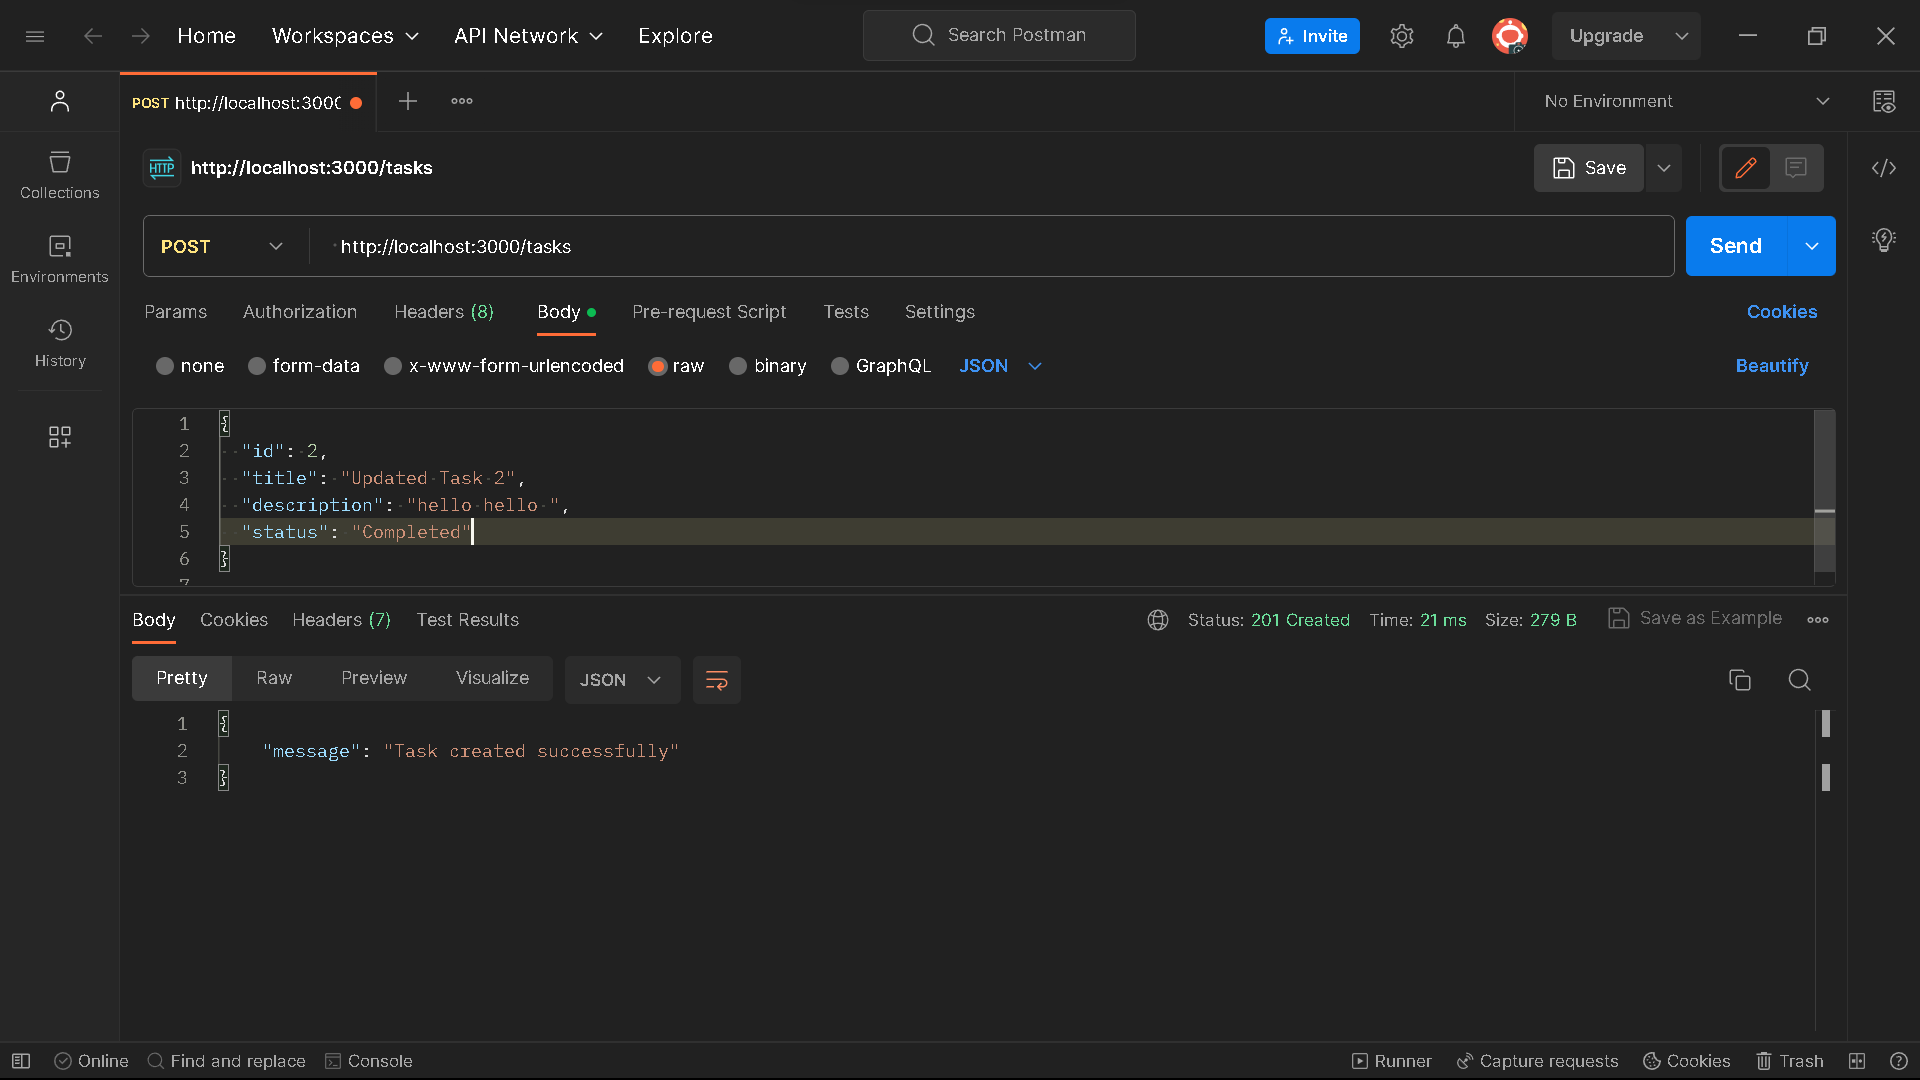 Home Workspaces API Network Explore Search Postman Invite Upgrade
POST http://localhost:300 No Environment
HTTP http://localhost:3000/tasks Save
Collections
POST http://localhost:3000/tasks Send
Environments
Params Authorization Headers (8) Body Pre-request Script Tests Settings Cookies
History
none form-data x-www-form-urlencoded raw binary GraphQL JSON Beautify
1 {
2 "id": 2,
3 "title": "Updated Task 2",
4 "description": "hello hello ",
5 "status": "Completed"
6 }
7
Body Cookies Headers (7) Test Results Status: 201 Created Time: 21 ms Size: 279 B Save as Example
Pretty Raw Preview Visualize JSON
1 {
2 "message": "Task created successfully"
3 }
Online Find and replace Console Runner Capture requests Cookies Trash